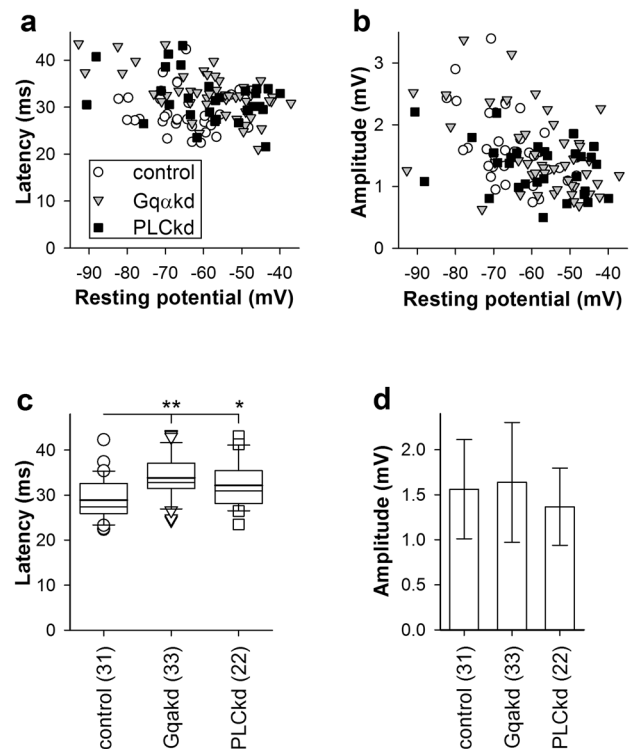 a
b
40
30
20
10
0
Latency (ms)
control
Gqαkd
PLCkd
-90 -80 -70 -60 -50 -40
Resting potential (mV)
3
2
1
0
Amplitude (mV)
-90 -80 -70 -60 -50 -40
Resting potential (mV)
c
d
** *
40
30
20
10
0
Latency (ms)
control (31)
Gqakd (33)
PLCkd (22)
2.0
1.5
1.0
0.5
0.0
Amplitude (mV)
control (31)
Gqakd (33)
PLCkd (22)